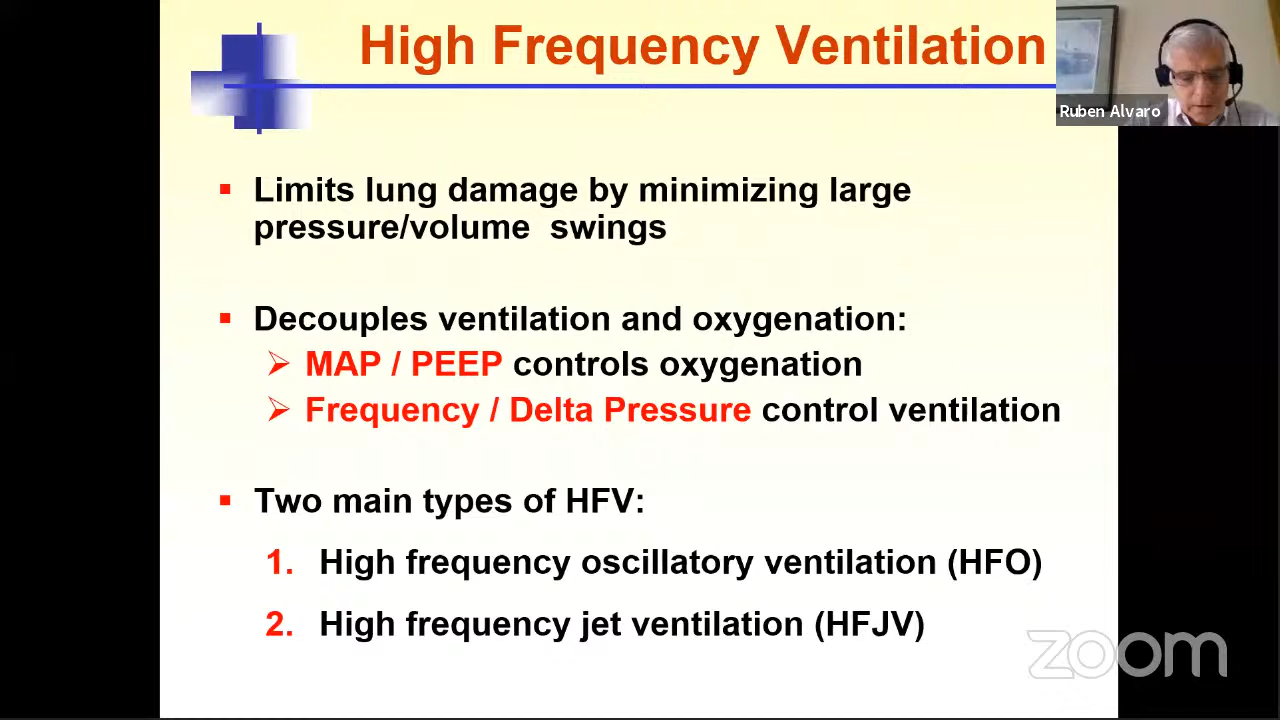 High Frequency Ventilation
Ruben Alvaro
▪ Limits lung damage by minimizing large
pressure/volume swings
▪ Decouples ventilation and oxygenation:
➢ MAP / PEEP controls oxygenation
➢ Frequency / Delta Pressure control ventilation
▪ Two main types of HFV:
1. High frequency oscillatory ventilation (HFO)
2. High frequency jet ventilation (HFJV)
zoom